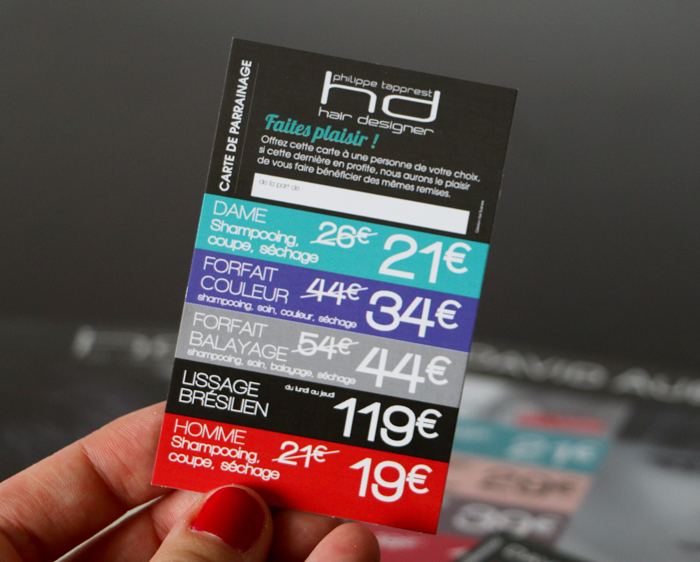 CARTE DE PARRAINAGE
philippe tapprest
hd
hair designer
Faites plaisir !
Offrez cette carte à une personne de votre choix,
si cette dernière en profite, nous aurons le plaisir
de vous faire bénéficier des mêmes remises.
de la part de
DAME
Shampooing,
coupe, séchage
26€ 21€
FORFAIT
COULEUR
shampooing, soin, couleur, séchage
44€ 34€
FORFAIT
BALAYAGE
shampooing, soin, balayage, séchage
54€ 44€
LISSAGE
BRÉSILIEN
du lundi au jeudi
119€
HOMME
Shampooing,
coupe, séchage
21€ 19€
21€
29€
39€